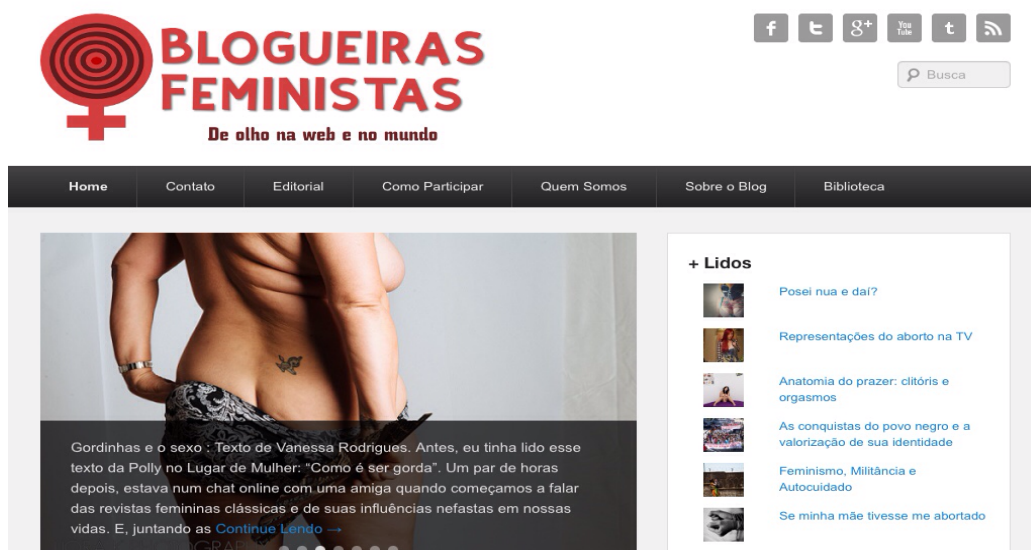 BLOGUEIRAS
FEMINISTAS
De olho na web e no mundo
f
t
g+
You
Tube
t
Busca
Home
Contato
Editorial
Como Participar
Quem Somos
Sobre o Blog
Biblioteca
Gordinhas e o sexo : Texto de Vanessa Rodrigues. Antes, eu tinha lido esse
texto da Polly no Lugar de Mulher: “Como é ser gorda”. Um par de horas
depois, estava num chat online com uma amiga quando começamos a falar
das revistas femininas clássicas e de suas influências nefastas em nossas
vidas. E, juntando as Continue Lendo →
+ Lidos
Posei nua e daí?
Representações do aborto na TV
Anatomia do prazer: clitóris e
orgasmos
As conquistas do povo negro e a
valorização de sua identidade
Feminismo, Militância e
Autocuidado
Se minha mãe tivesse me abortado